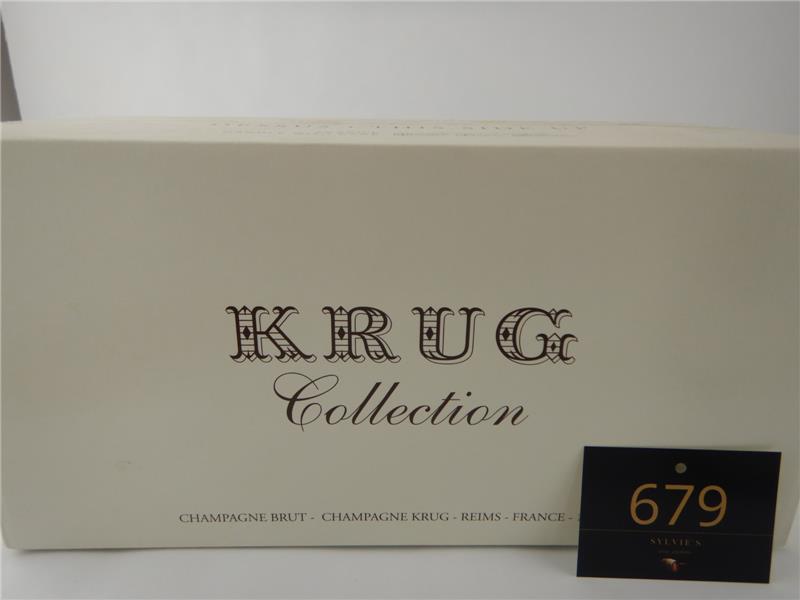 KRUG
Collection
CHAMPAGNE BRUT - CHAMPAGNE KRUG - REIMS - FRANCE -
679
SYLVIE'S